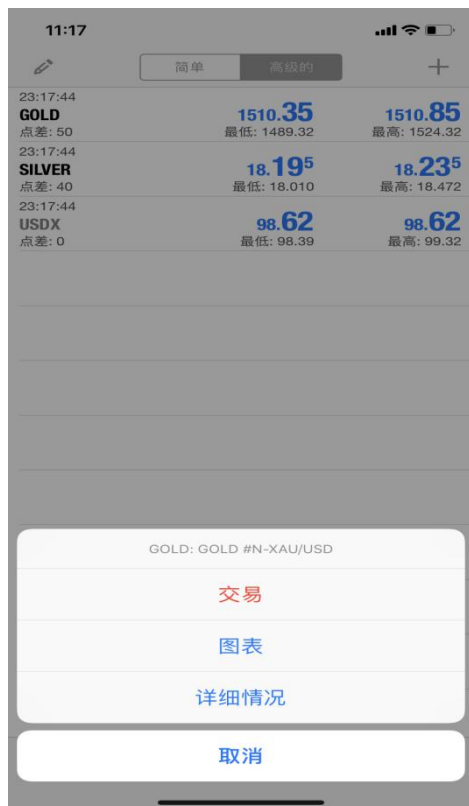 11:17
简单 高级的
23:17:44
GOLD 1510.35 1510.85
点差: 50 最低: 1489.32 最高: 1524.32
23:17:44
SILVER 18.195 18.235
点差: 40 最低: 18.010 最高: 18.472
23:17:44
USDX 98.62 98.62
点差: 0 最低: 98.39 最高: 99.32
GOLD: GOLD #N-XAU/USD
交易
图表
详细情况
取消